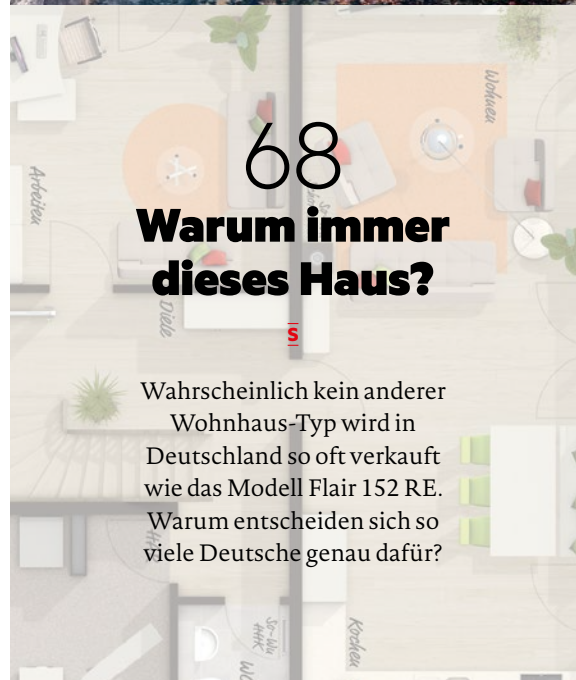 Wohnen
68
Arbeiten
Warum immer
dieses Haus?
Diele
S
Wahrscheinlich kein anderer
Wohnhaus-Typ wird in
Deutschland so oft verkauft
wie das Modell Flair 152 RE.
Warum entscheiden sich so
viele Deutsche genau dafür?
Kochen